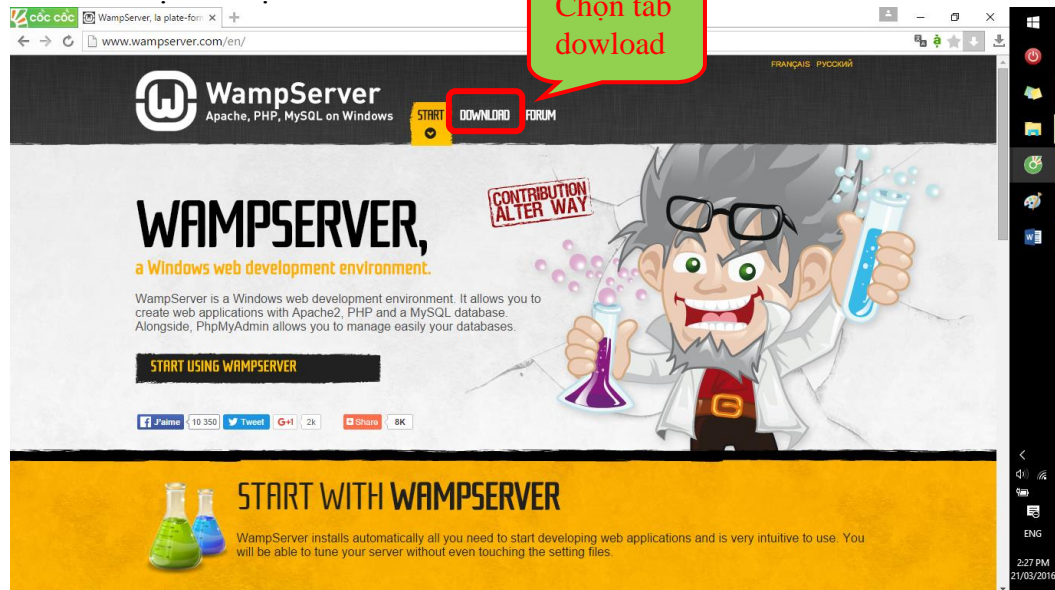 Chọn tab
dowload
cốc cốc
WampServer, la plate-form
www.wampserver.com/en/
FRANÇAIS РУССКИЙ
WampServer
Apache, PHP, MySQL on Windows
START DOWNLOAD FORUM
CONTRIBUTION
ALTER WAY
WAMPSERVER,
a Windows web development environment.
WampServer is a Windows web development environment. It allows you to
create web applications with Apache2, PHP and a MySQL database.
Alongside, PhpMyAdmin allows you to manage easily your databases.
START USING WAMPSERVER
J'aime 10 350 Tweet G+1 2k Share 8K
START WITH WAMPSERVER
WampServer installs automatically all you need to start developing web applications and is very intuitive to use. You
will be able to tune your server without even touching the setting files.
ENG
2:27 PM
21/03/2016